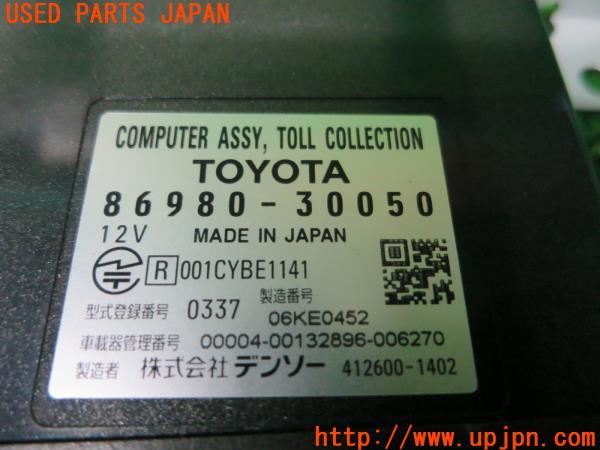 USED PARTS JAPAN
COMPUTER ASSY, TOLL COLLECTION
TOYOTA
86980-30050
12V MADE IN JAPAN
R 001CYBE1141
型式登録番号 0337 製造番号 06KE0452
車載器管理番号 00004-00132896-006270
製造者 株式会社デンソー 412600-1402
http://www.upjpn.com